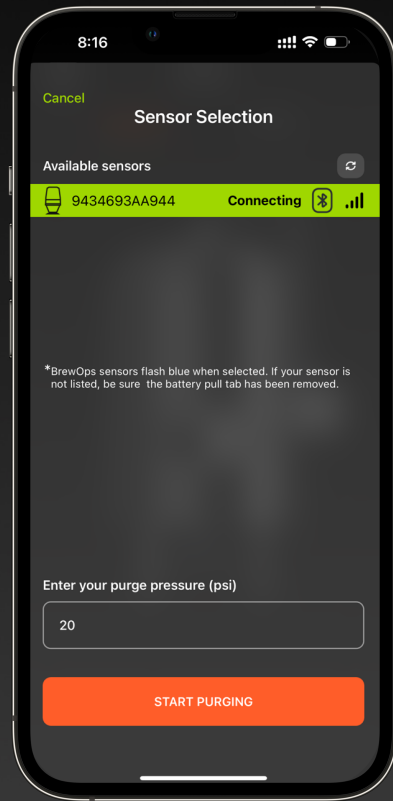 8:16
Cancel
Sensor Selection
Available sensors
9434693AA944 Connecting
*BrewOps sensors flash blue when selected. If your sensor is
not listed, be sure the battery pull tab has been removed.
Enter your purge pressure (psi)
20
START PURGING